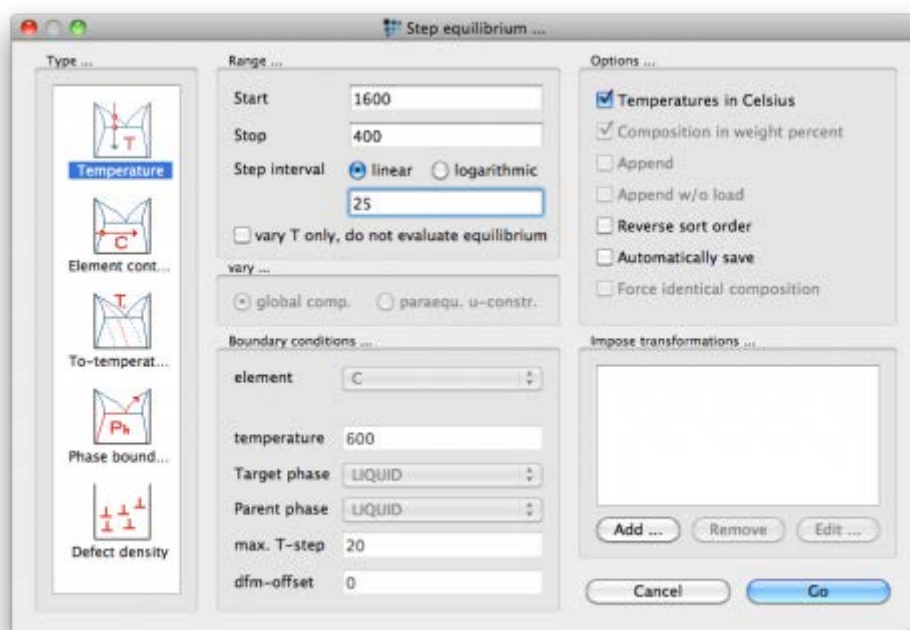 Step equilibrium ...
Type ...
T
Temperature
C
Element cont...
T
To-temperat...
Ph
Phase bound...
Defect density
Range ...
Start 1600
Stop 400
Step interval linear logarithmic
25
vary T only, do not evaluate equilibrium
vary ...
global comp. paraequ. u-constr.
Boundary conditions ...
element C
temperature 600
Target phase LIQUID
Parent phase LIQUID
max. T-step 20
dfm-offset 0
Options ...
Temperatures in Celsius
Composition in weight percent
Append
Append w/o load
Reverse sort order
Automatically save
Force identical composition
Impose transformations ...
Add ... Remove Edit ...
Cancel Go